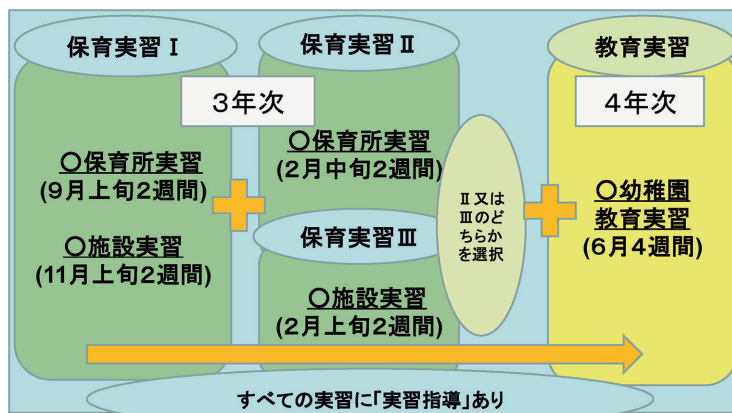 保育実習Ⅰ
保育実習Ⅱ
教育実習
3年次
4年次
〇保育所実習
(9月上旬2週間)
〇施設実習
(11月上旬2週間)
〇保育所実習
(2月中旬2週間)
保育実習Ⅲ
〇施設実習
(2月上旬2週間)
Ⅱ又は
Ⅲのど
ちらか
を選択
〇幼稚園
教育実習
(6月4週間)
すべての実習に「実習指導」あり